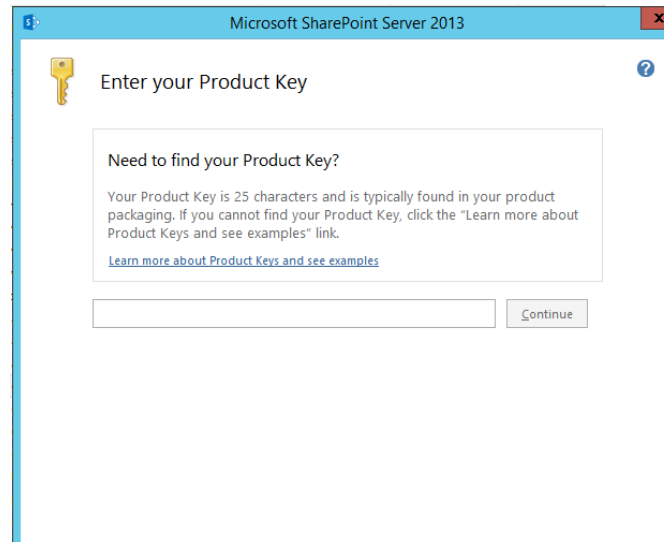 Microsoft SharePoint Server 2013
x
Enter your Product Key
?
Need to find your Product Key?
Your Product Key is 25 characters and is typically found in your product
packaging. If you cannot find your Product Key, click the “Learn more about
Product Keys and see examples” link.
Learn more about Product Keys and see examples
Continue